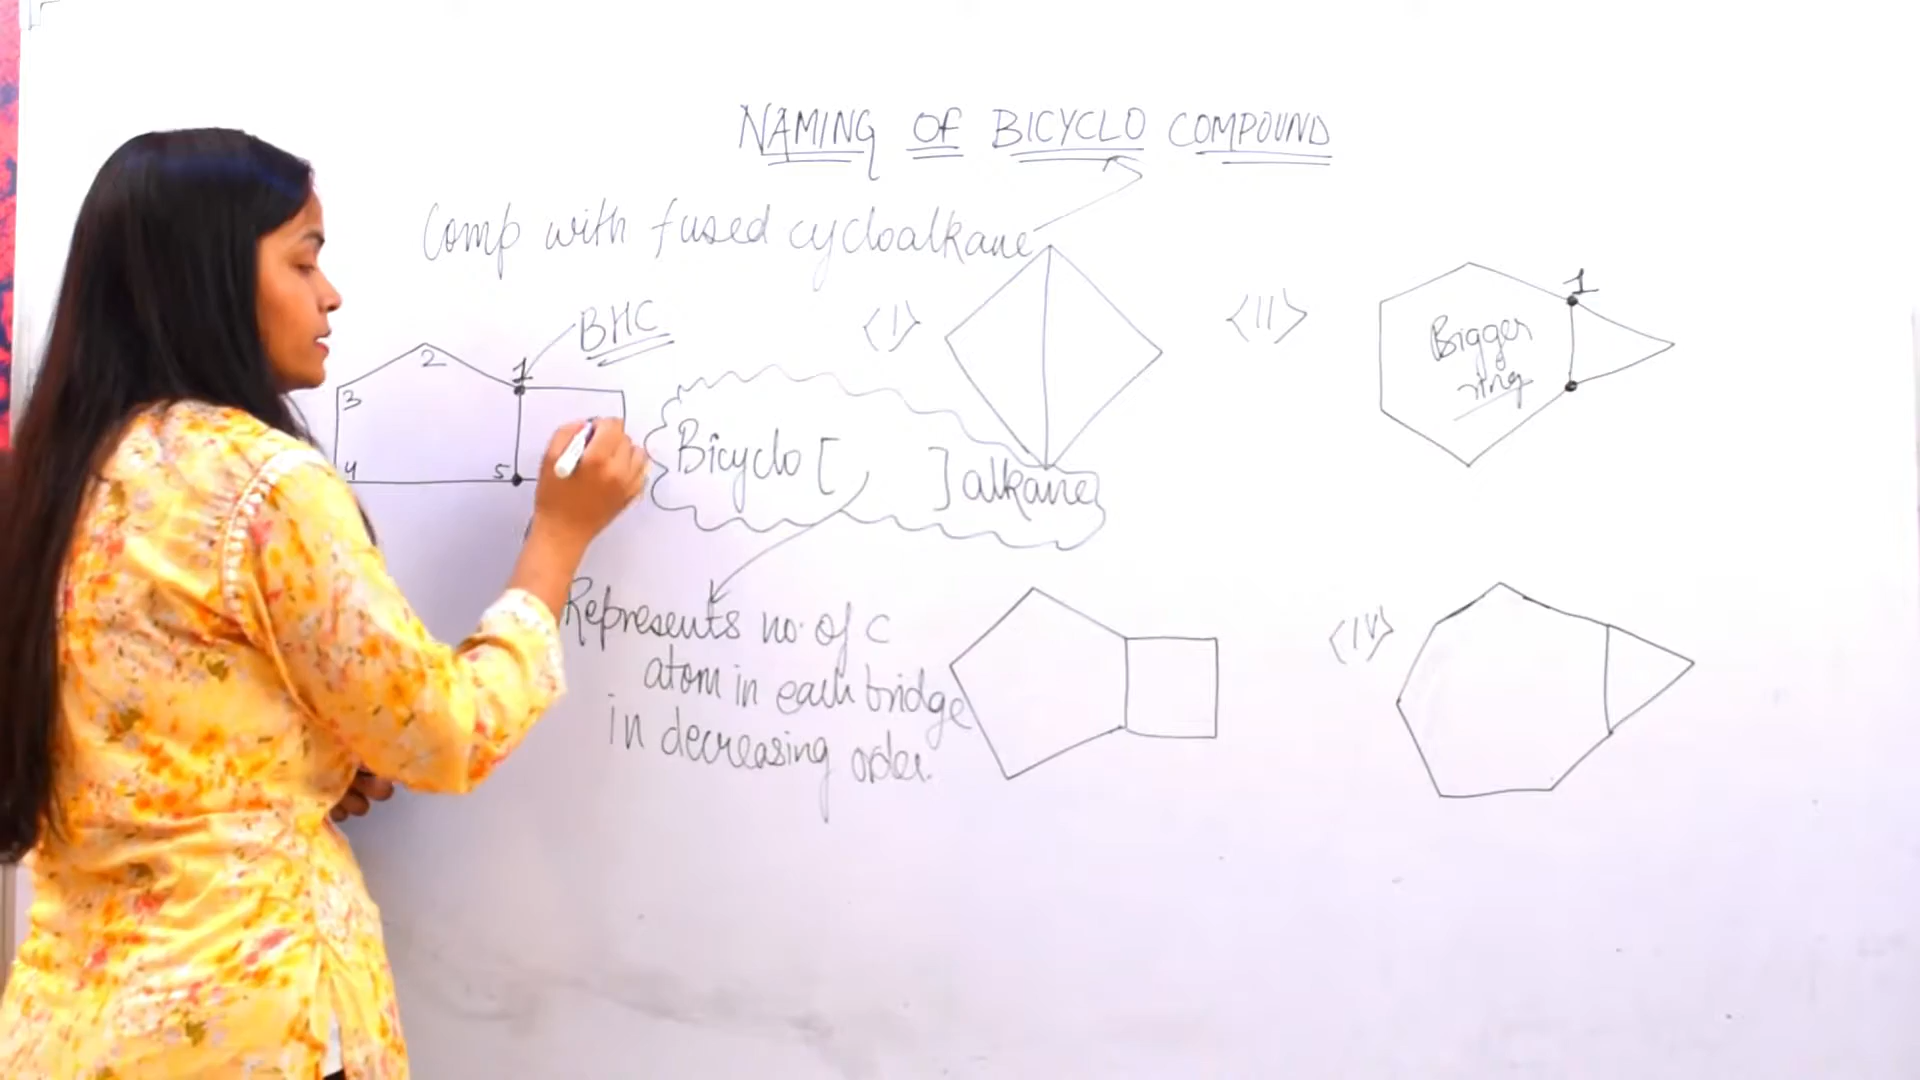 NAMING OF BICYCLO COMPOUND
Comp with fused cycloalkane
BHC
<I>
<II>
1
2
1
3
4
5
Bigger
ring
Bicyclo [ ] alkane
Represents no. of C
atom in each bridge
in decreasing order.
<IV>